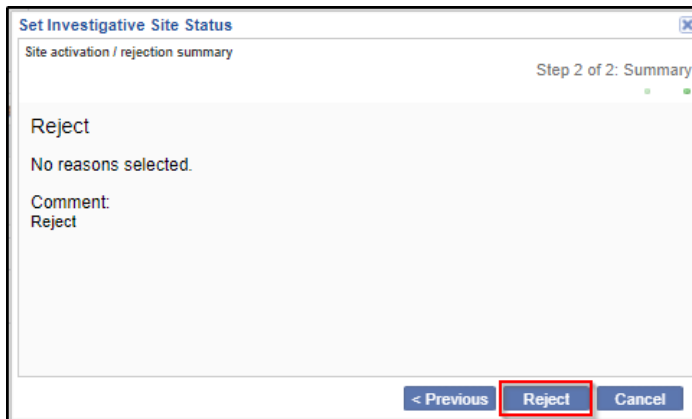 Set Investigative Site Status
Site activation / rejection summary
Step 2 of 2: Summary
Reject
No reasons selected.
Comment:
Reject
< Previous Reject Cancel